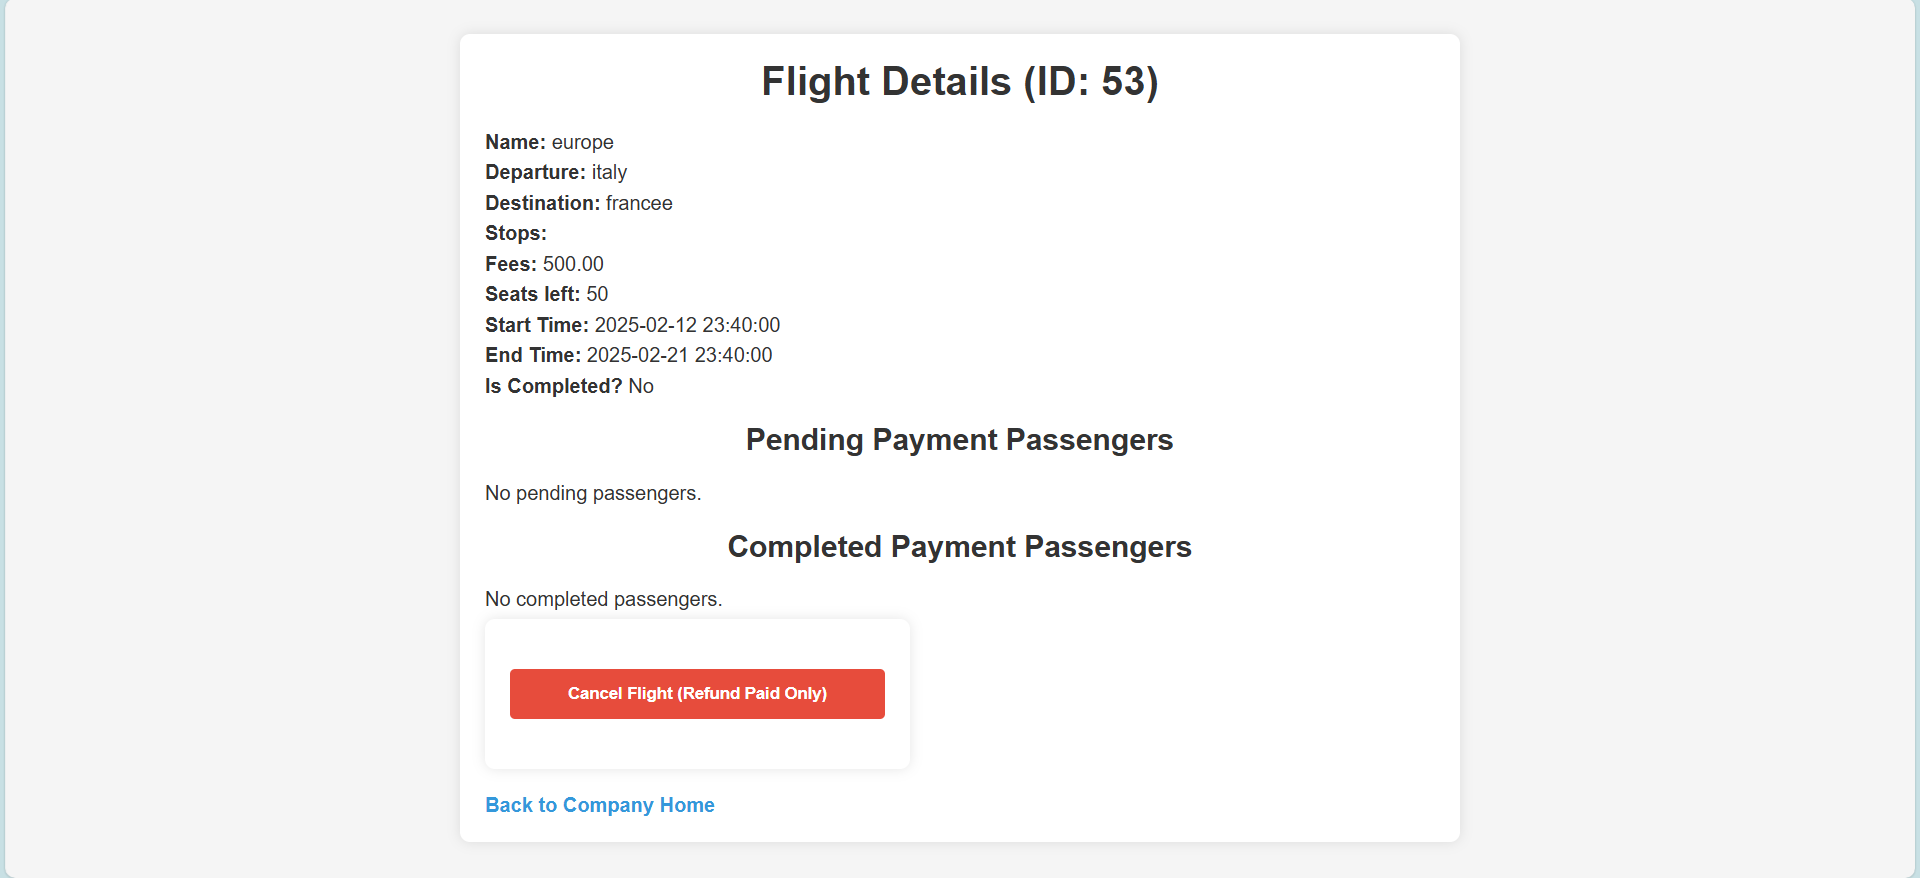 Flight Details (ID: 53)
Name: europe
Departure: italy
Destination: francee
Stops:
Fees: 500.00
Seats left: 50
Start Time: 2025-02-12 23:40:00
End Time: 2025-02-21 23:40:00
Is Completed? No
Pending Payment Passengers
No pending passengers.
Completed Payment Passengers
No completed passengers.
Cancel Flight (Refund Paid Only)
Back to Company Home